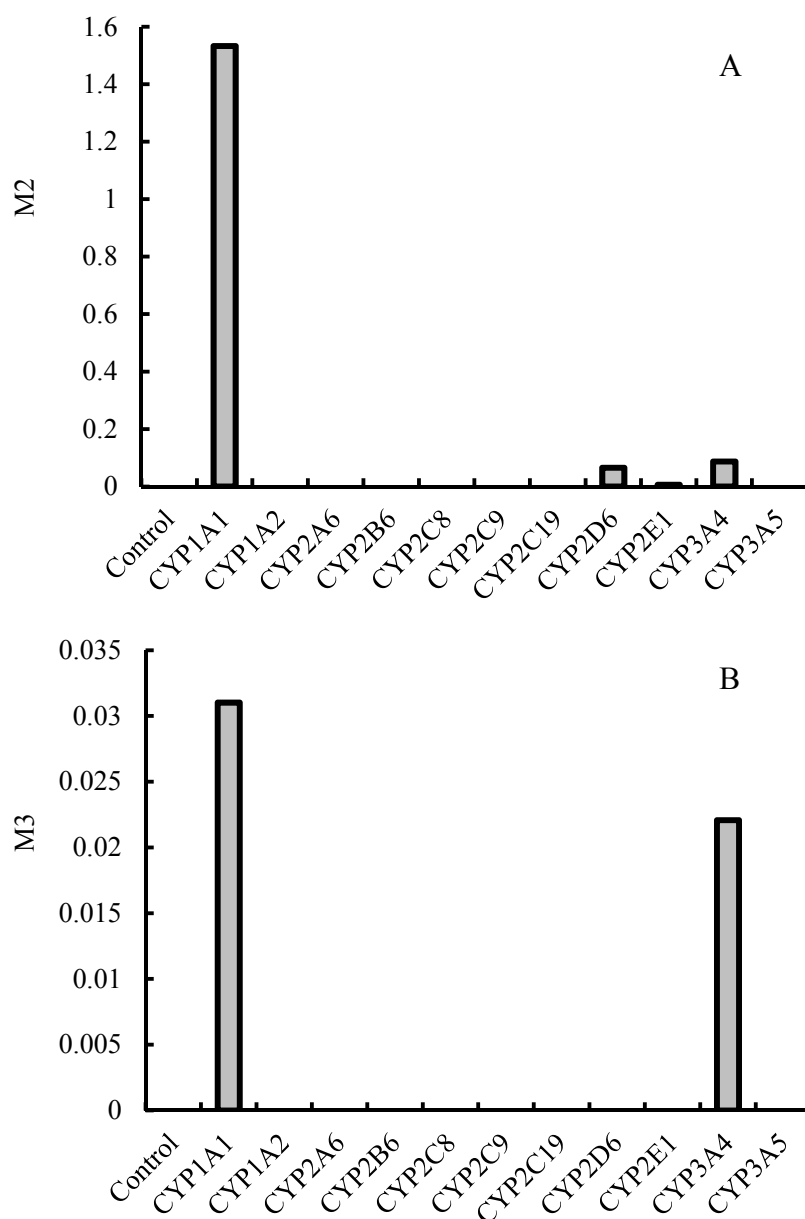 1.6
A
1.4
1.2
M2
1
0.8
0.6
0.4
0.2
0
Control
CYP1A1
CYP1A2
CYP2A6
CYP2B6
CYP2C8
CYP2C9
CYP2C19
CYP2D6
CYP2E1
CYP3A4
CYP3A5
0.035
B
0.03
0.025
M3
0.02
0.015
0.01
0.005
0
Control
CYP1A1
CYP1A2
CYP2A6
CYP2B6
CYP2C8
CYP2C9
CYP2C19
CYP2D6
CYP2E1
CYP3A4
CYP3A5